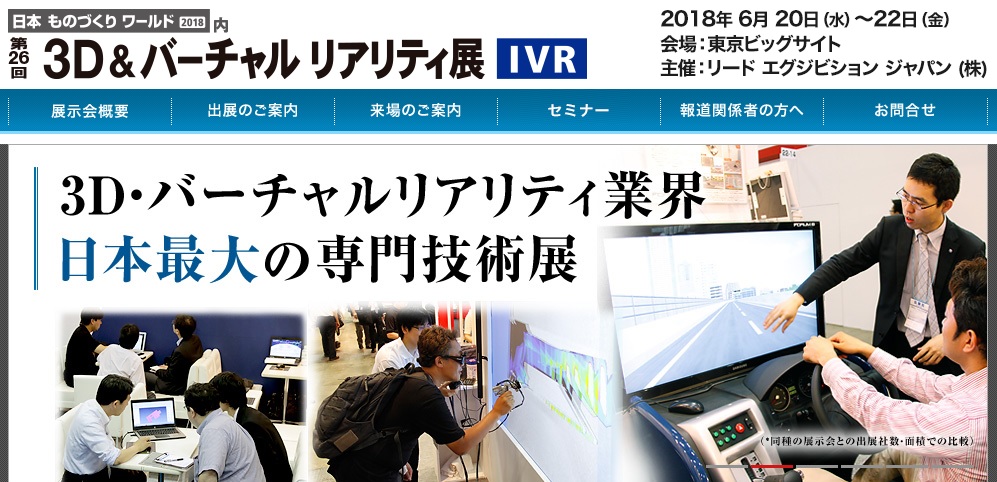 日本 ものづくり ワールド 2018 内
第26回 3D＆バーチャル リアリティ展 IVR
2018年 6月 20日（水）～22日（金）
会場：東京ビッグサイト
主催：リード エグジビション ジャパン (株)
展示会概要 出展のご案内 来場のご案内 セミナー 報道関係者の方へ お問合せ
3D・バーチャルリアリティ業界
日本最大の専門技術展
22-14
（*同種の展示会との出展社数・面積での比較）